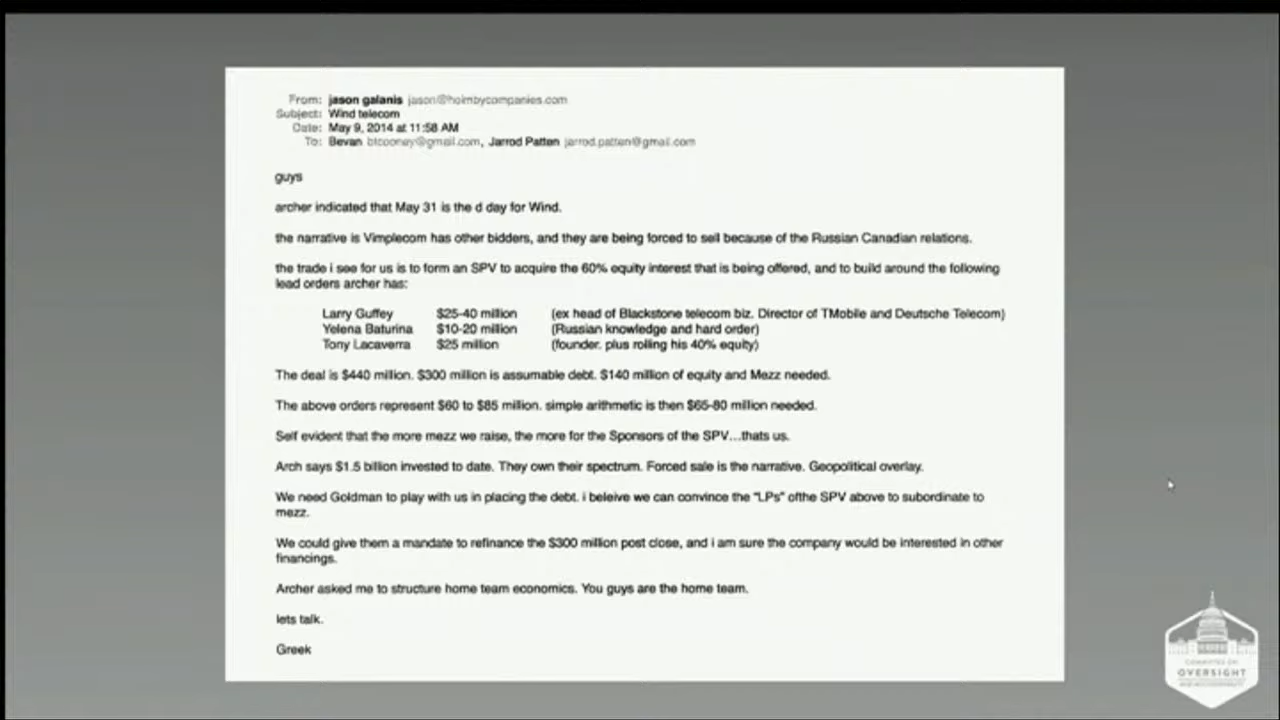 From: jason galanis jason@holmbycompanies.com
Subject: Wind telecom
Date: May 9, 2014 at 11:58 AM
To: Bevan btcooney@gmail.com, Jarrod Patten jarrod.patten@gmail.com
guys
archer indicated that May 31 is the d day for Wind.
the narrative is Vimplecom has other bidders, and they are being forced to sell because of the Russian Canadian relations.
the trade i see for us is to form an SPV to acquire the 60% equity interest that is being offered, and to build around the following
lead orders archer has:
Larry Guffey $25-40 million (ex head of Blackstone telecom biz. Director of TMobile and Deutsche Telecom)
Yelena Baturina $10-20 million (Russian knowledge and hard order)
Tony Lacaverra $25 million (founder. plus rolling his 40% equity)
The deal is $440 million. $300 million is assumable debt. $140 million of equity and Mezz needed.
The above orders represent $60 to $85 million. simple arithmetic is then $65-80 million needed.
Self evident that the more mezz we raise, the more for the Sponsors of the SPV...thats us.
Arch says $1.5 billion invested to date. They own their spectrum. Forced sale is the narrative. Geopolitical overlay.
We need Goldman to play with us in placing the debt. i beleive we can convince the "LPs" ofthe SPV above to subordinate to
mezz.
We could give them a mandate to refinance the $300 million post close, and i am sure the company would be interested in other
financings.
Archer asked me to structure home team economics. You guys are the home team.
lets talk.
Greek
COMMITTEE ON
OVERSIGHT
AND ACCOUNTABILITY